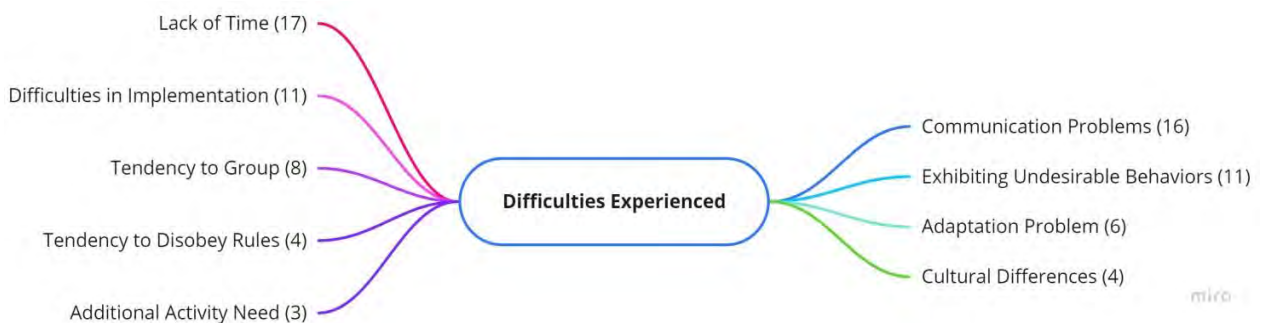 Lack of Time (17)
Difficulties in Implementation (11)
Tendency to Group (8)
Tendency to Disobey Rules (4)
Additional Activity Need (3)
Difficulties Experienced
Communication Problems (16)
Exhibiting Undesirable Behaviors (11)
Adaptation Problem (6)
Cultural Differences (4)
miro